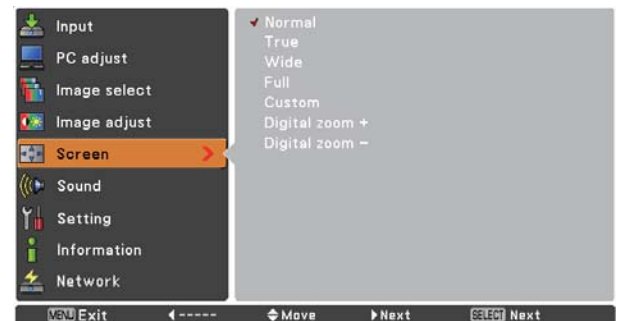 Input
PC adjust
Image select
Image adjust
Screen
Sound
Setting
Information
Network
Normal
True
Wide
Full
Custom
Digital zoom +
Digital zoom –
MENU Exit ----- Move Next SELECT Next